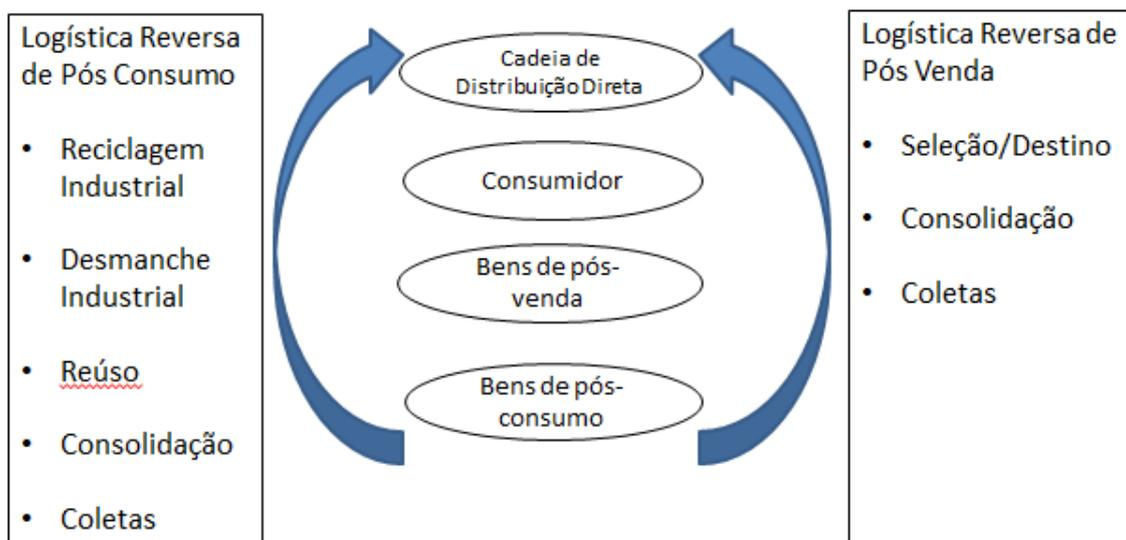 Logística Reversa
de Pós Consumo
• Reciclagem
Industrial
• Desmanche
Industrial
• Reúso
• Consolidação
• Coletas
Cadeia de
Distribuição Direta
Consumidor
Bens de pós-
venda
Bens de pós-
consumo
Logística Reversa de
Pós Venda
• Seleção/Destino
• Consolidação
• Coletas